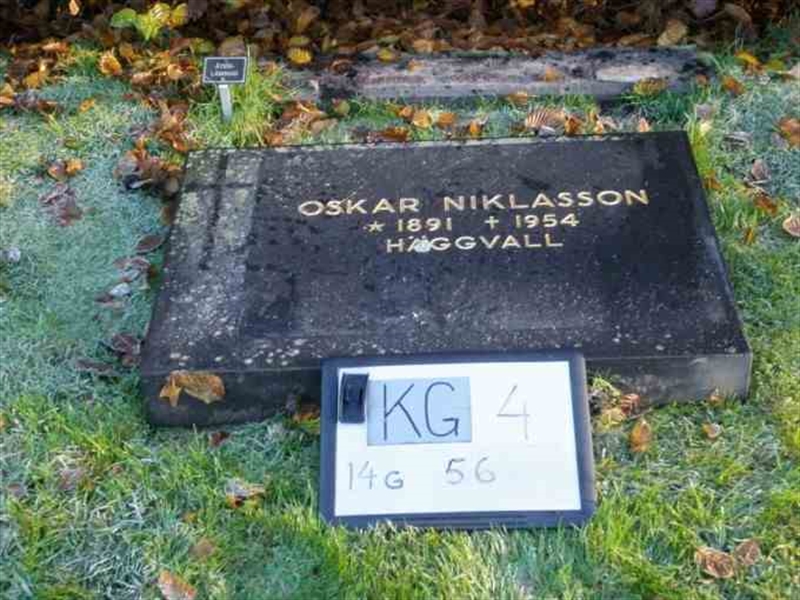 OSKAR NIKLASSON
* 1891 + 1954
HÄGGVALL
KG 4
14G 56